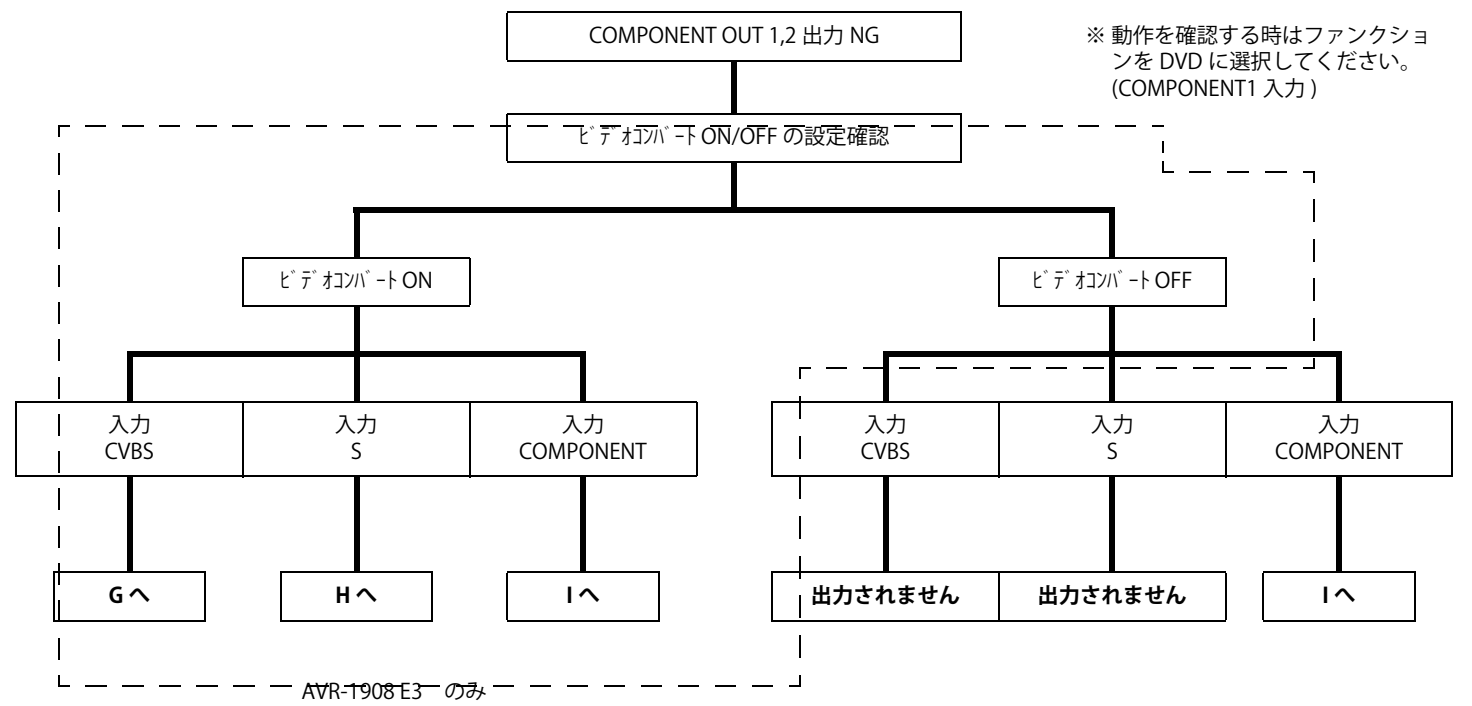 COMPONENT OUT 1,2 出力 NG
※ 動作を確認する時はファンクショ
ンを DVD に選択してください。
(COMPONENT1 入力 )
ﾋﾞﾃﾞｵｺﾝﾊﾞｰﾄ ON/OFF の設定確認
ﾋﾞﾃﾞｵｺﾝﾊﾞｰﾄ ON
ﾋﾞﾃﾞｵｺﾝﾊﾞｰﾄ OFF
入力
CVBS
入力
S
入力
COMPONENT
入力
CVBS
入力
S
入力
COMPONENT
G へ
H へ
I へ
出力されません
出力されません
I へ
AVR-1908 E3　のみ